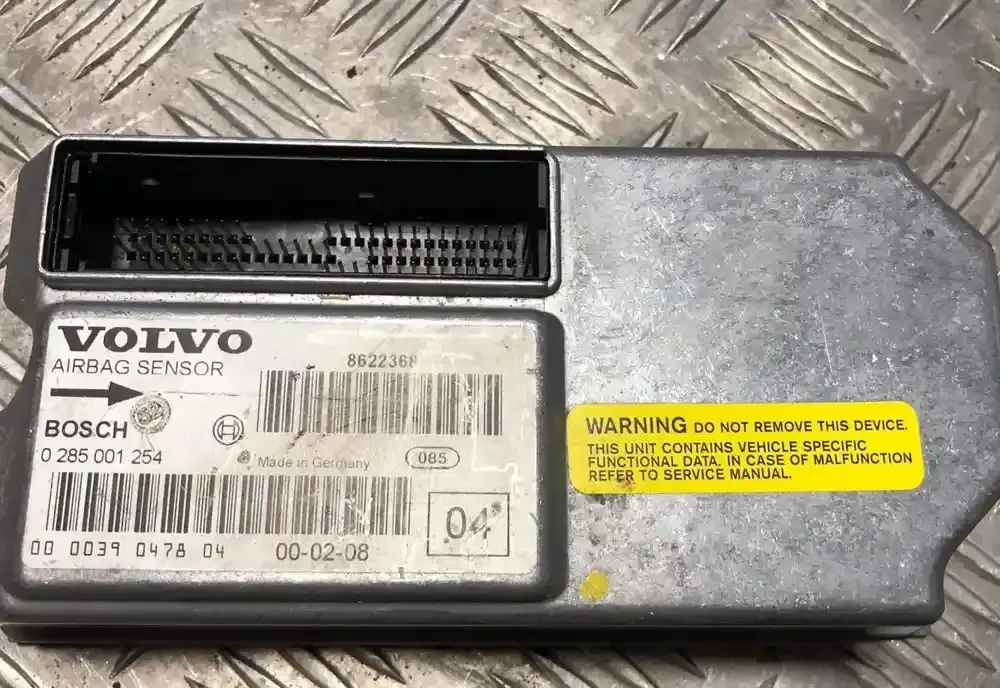 VOLVO
AIRBAG SENSOR
8622368
BOSCH
0 285 001 254
Made in Germany
085
04
00 0039 0478 04
00-02-08
WARNING DO NOT REMOVE THIS DEVICE.
THIS UNIT CONTAINS VEHICLE SPECIFIC
FUNCTIONAL DATA. IN CASE OF MALFUNCTION
REFER TO SERVICE MANUAL.